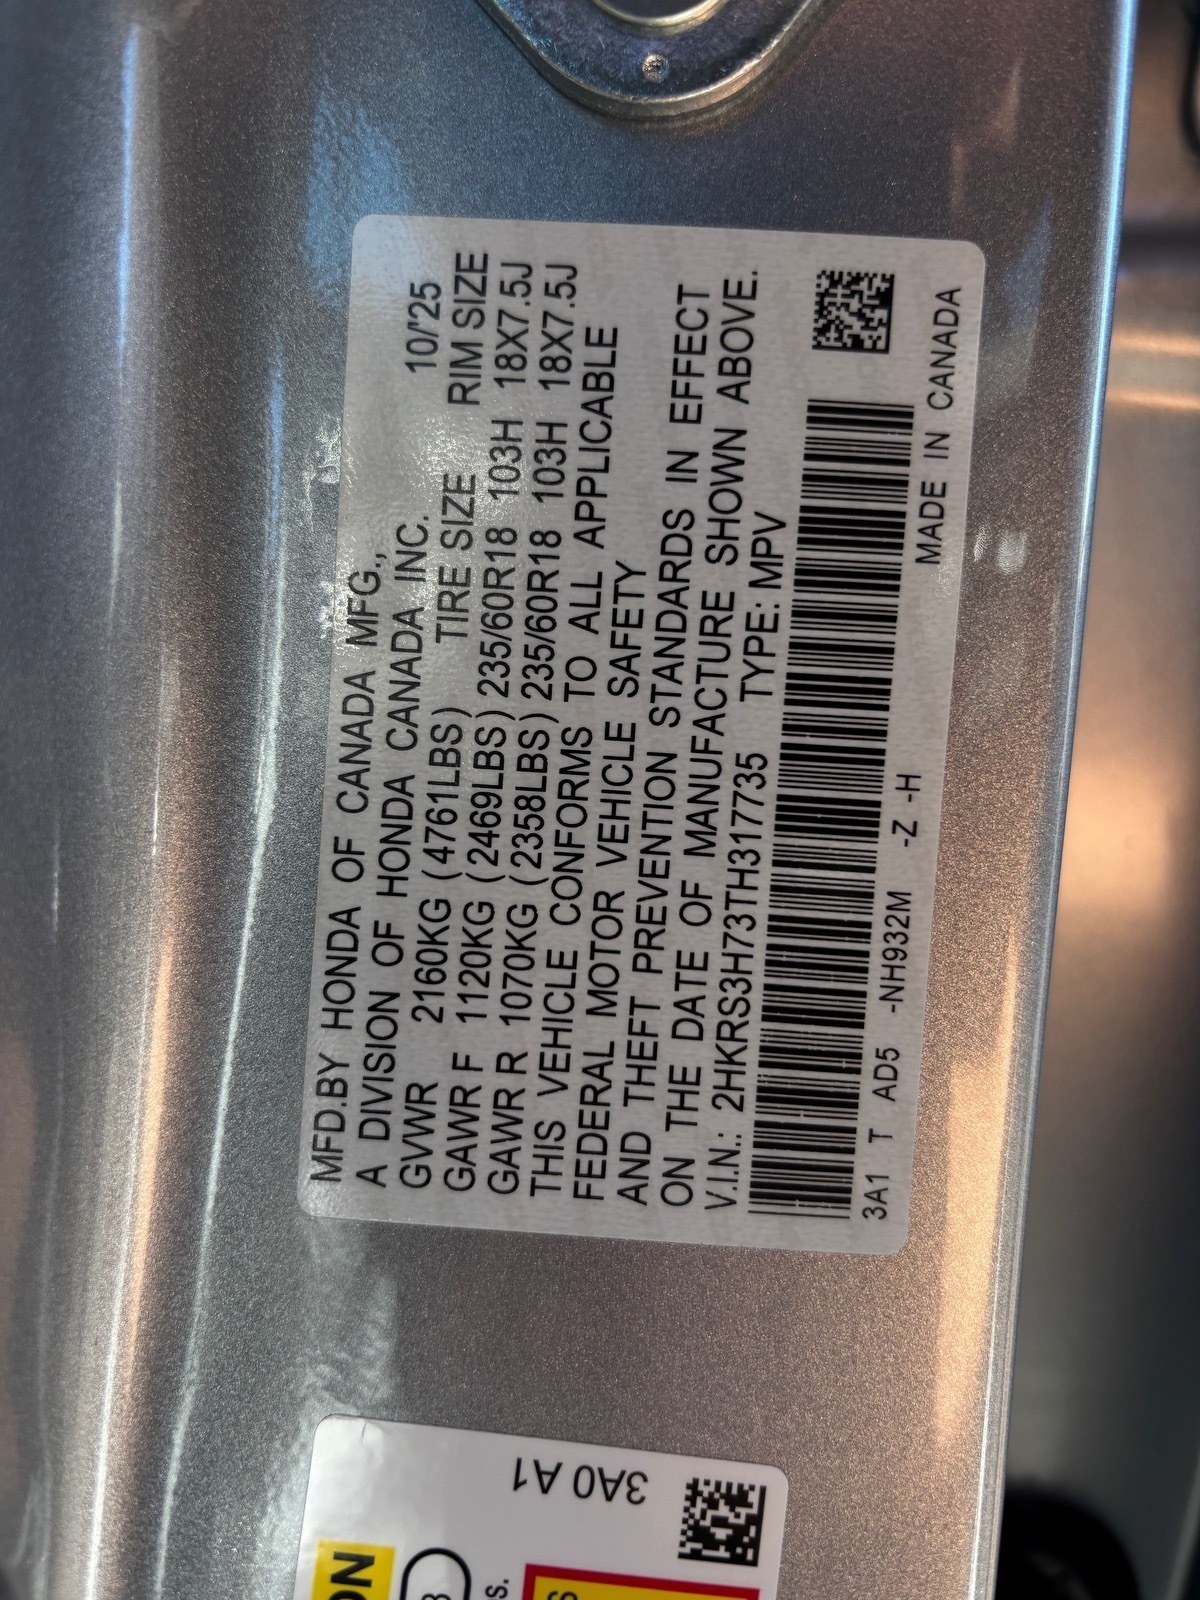 MFD.BY HONDA OF CANADA MFG.,
A DIVISION OF HONDA CANADA INC. 10/'25
GVWR 2160KG (4761LBS) TIRE SIZE RIM SIZE
GAWR F 1120KG (2469LBS) 235/60R18 103H 18X7.5J
GAWR R 1070KG (2358LBS) 235/60R18 103H 18X7.5J
THIS VEHICLE CONFORMS TO ALL APPLICABLE
FEDERAL MOTOR VEHICLE SAFETY
AND THEFT PREVENTION STANDARDS IN EFFECT
ON THE DATE OF MANUFACTURE SHOWN ABOVE.
V.I.N.: 2HKRS3H73TH317735 TYPE: MPV
3A1 T AD5 -NH932M -Z -H
MADE IN CANADA
3A0 A1